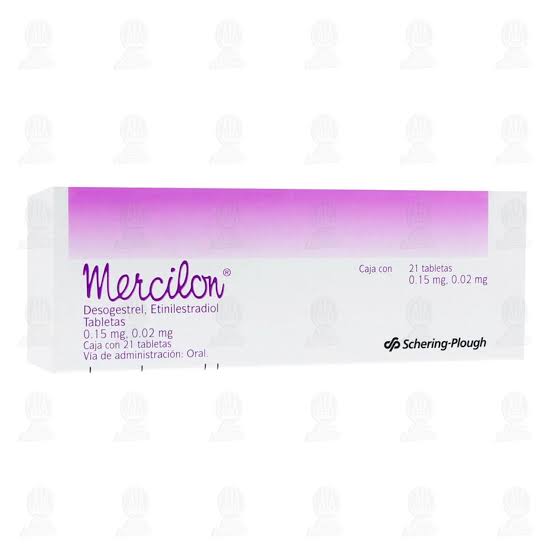 Mercilon®
Desogestrel, Etinilestradiol
Tabletas
0.15 mg, 0.02 mg
Caja con 21 tabletas
Vía de administración: Oral.
Caja con 21 tabletas
0.15 mg, 0.02 mg
Schering-Plough